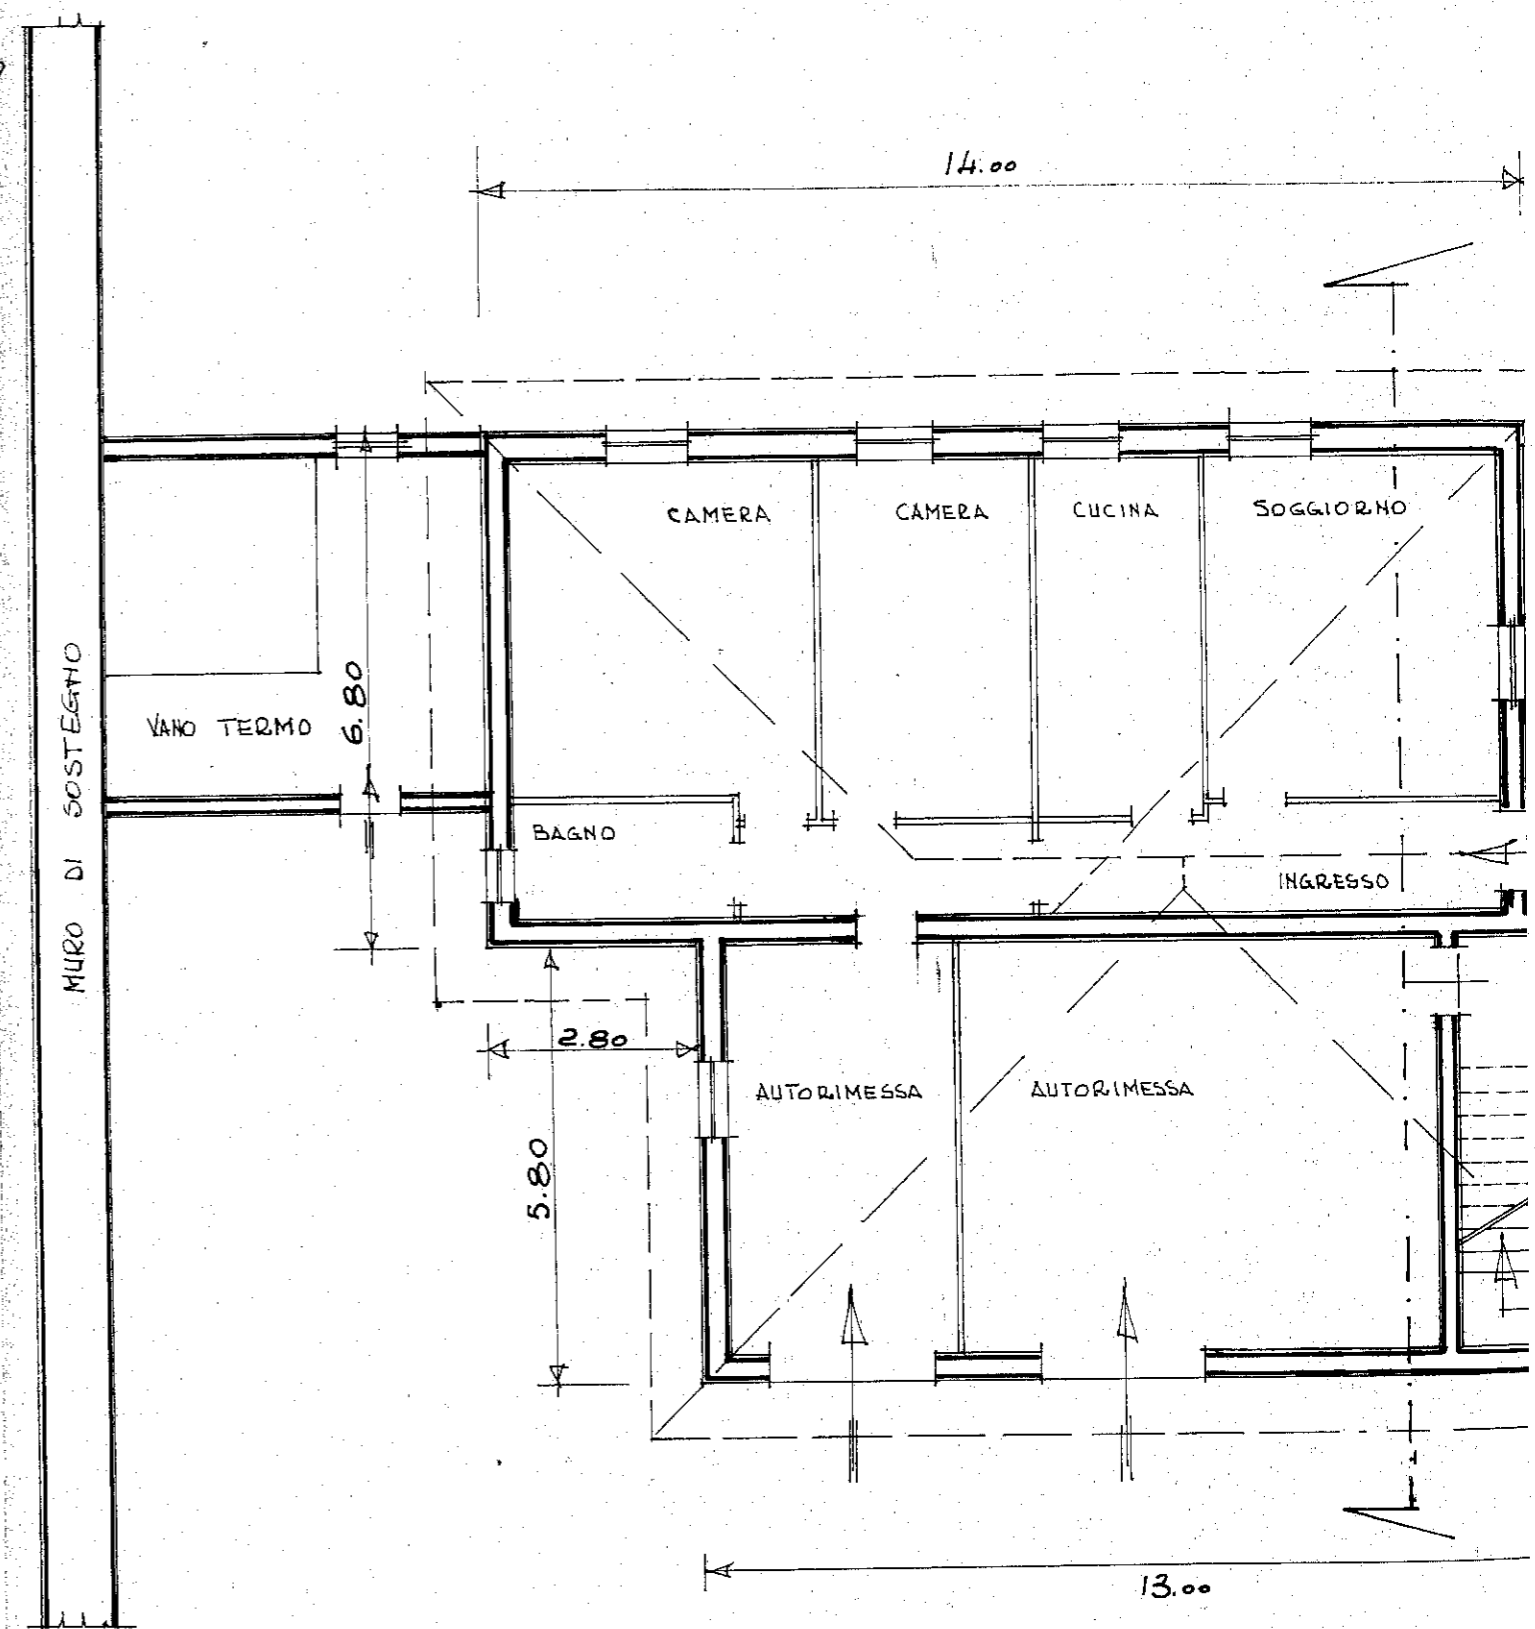 14.00
CAMERA
CAMERA
CUCINA
SOGGIORNO
MURO DI SOSTEGNO
VANO TERMO
6.80
BAGNO
INGRESSO
2.80
AUTORIMESSA
AUTORIMESSA
5.80
13.00